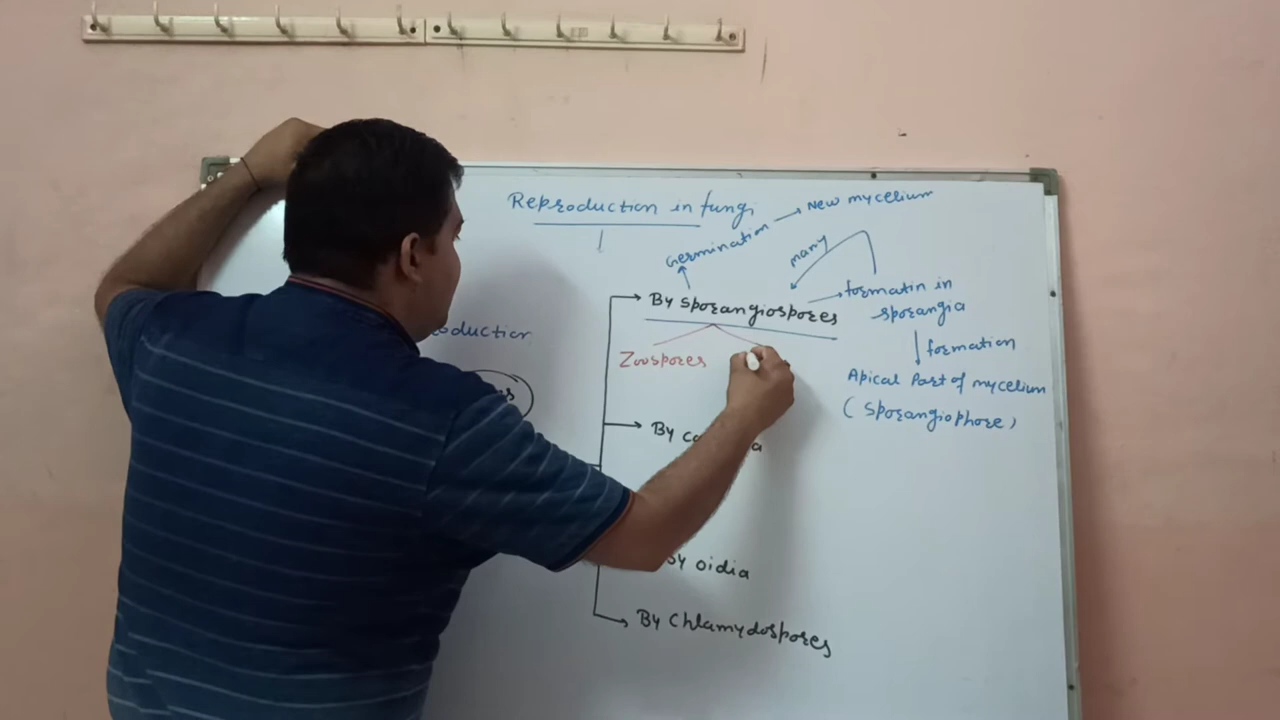 Reproduction in fungi
New mycelium
Germination
many
By Sporangiospores
formatin in
sporangia
formation
Zoospores
Apical Part of mycelium
(Sporangiophore)
By
By oidia
By Chlamydospores